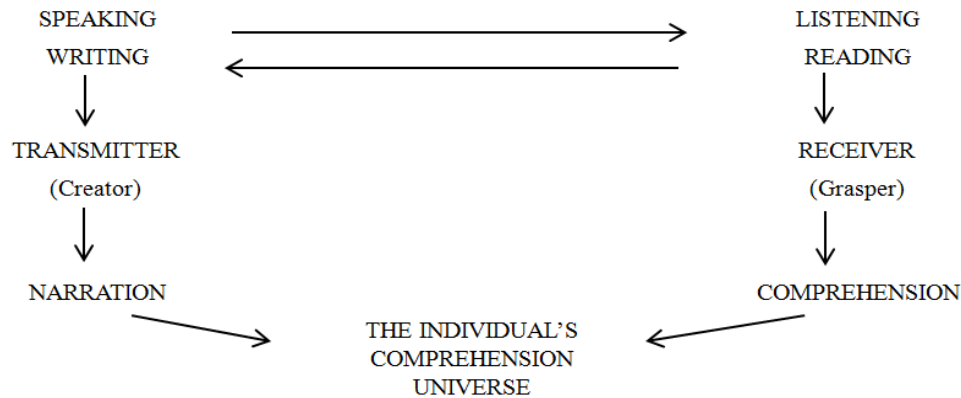 SPEAKING
WRITING
LISTENING
READING
TRANSMITTER
(Creator)
RECEIVER
(Grasper)
NARRATION
COMPREHENSION
THE INDIVIDUAL'S
COMPREHENSION
UNIVERSE